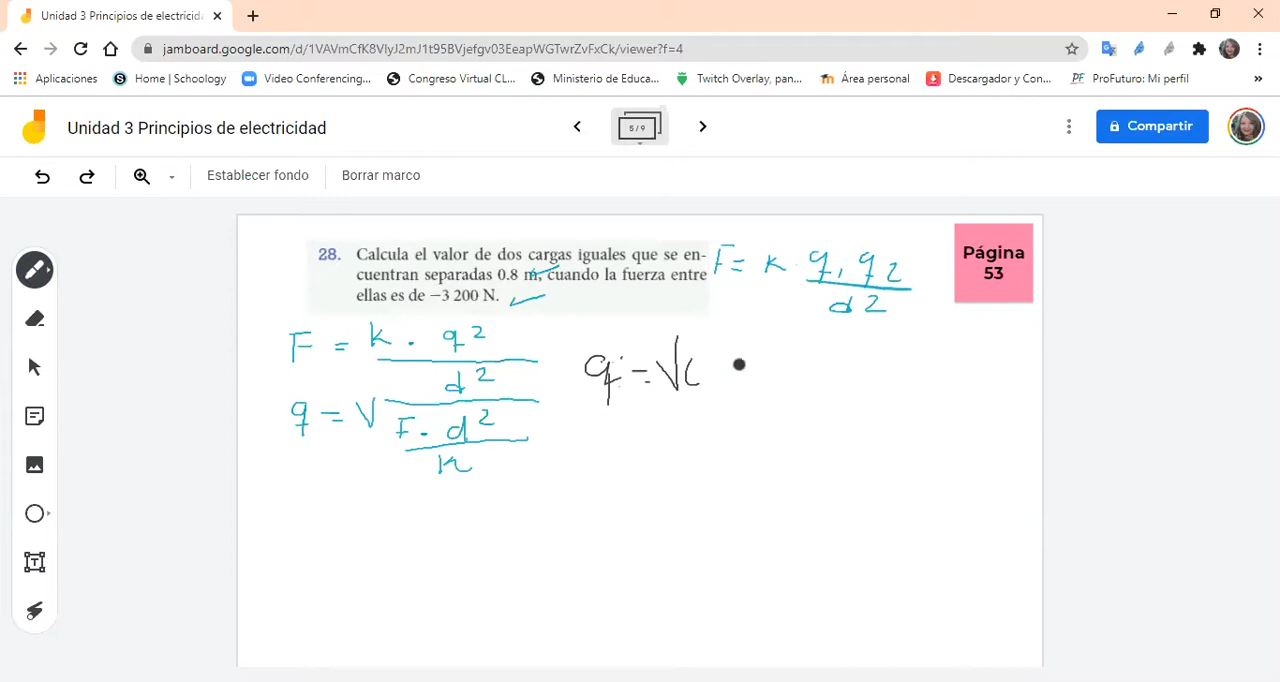 Unidad 3 Principios de electricid
jamboard.google.com/d/1VAVmCfK8VlyJ2mJ1t95BVjefgv03EeapWGTwrZvFxCk/viewer?f=4
Aplicaciones Home | Schoology Video Conferencing... Congreso Virtual CL... Ministerio de Educa... Twitch Overlay, pan... Área personal Descargador y Con... PF ProFuturo: Mi perfil »
Unidad 3 Principios de electricidad
5/9
Compartir
Establecer fondo
Borrar marco
28. Calcula el valor de dos cargas iguales que se en-
cuentran separadas 0.8 m, cuando la fuerza entre
ellas es de −3 200 N.
F = k · q1 q2
d2
Página
53
F = k · q2
d2
q = √
F · d2
k
q = √(